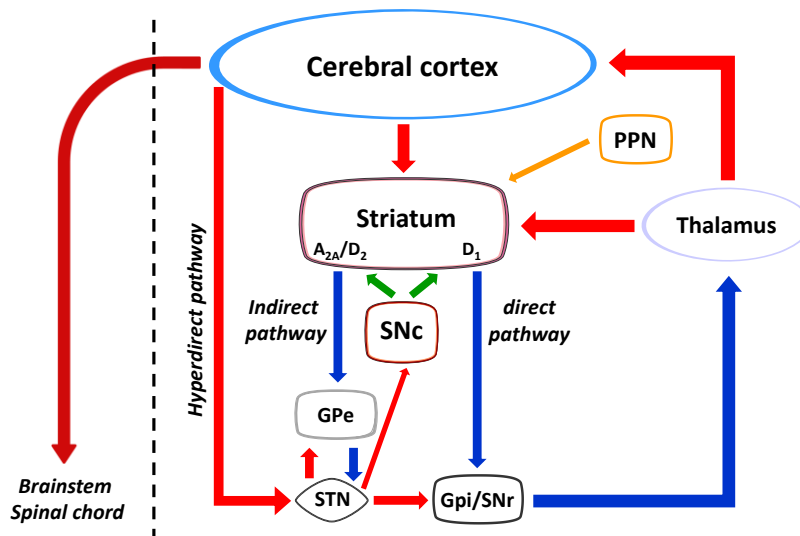 Cerebral cortex
PPN
Striatum
A2A/D2
D1
Thalamus
Hyperdirect pathway
Indirect
pathway
SNc
direct
pathway
GPe
STN
Gpi/SNr
Brainstem
Spinal chord